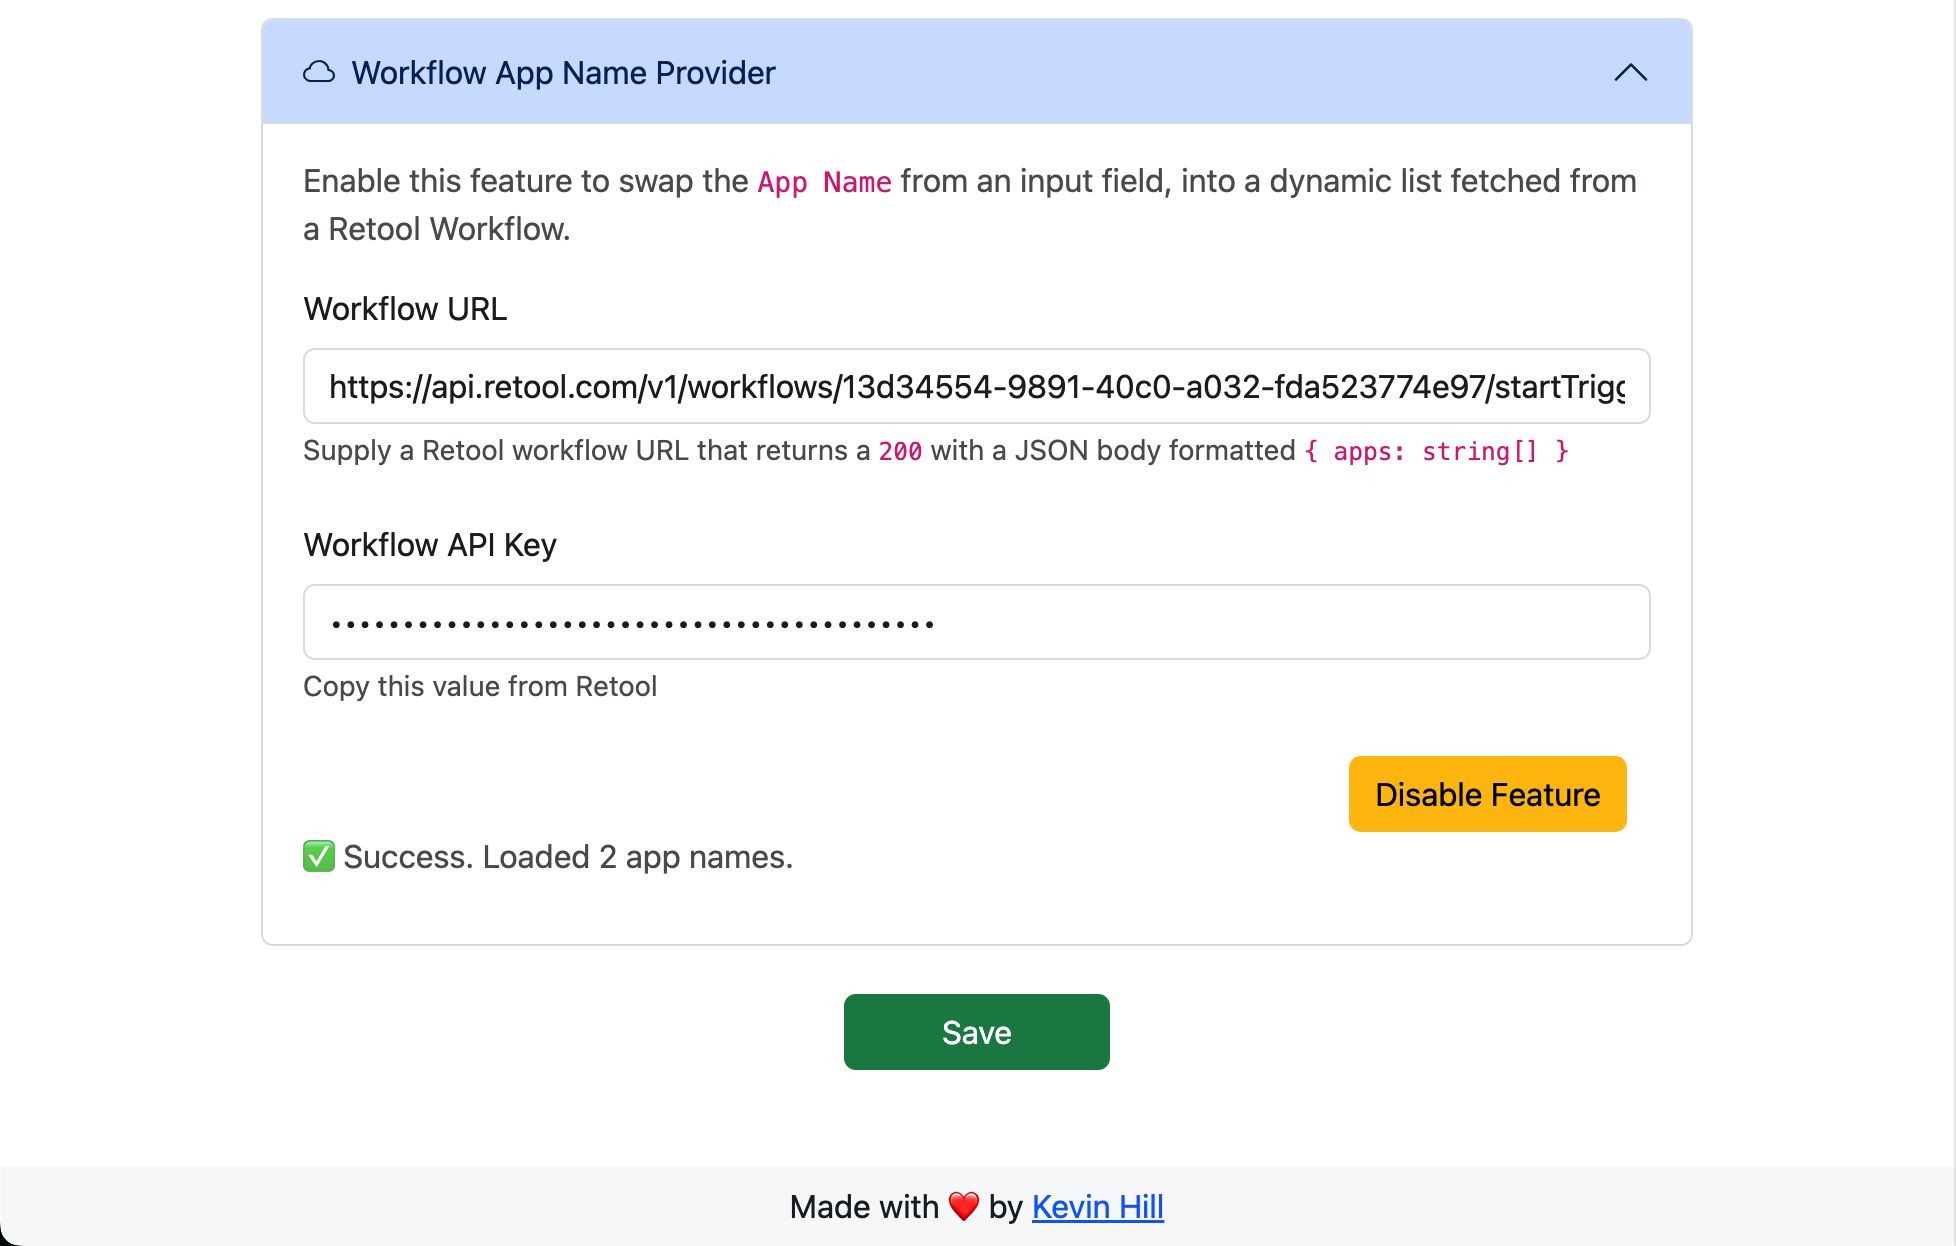 Workflow App Name Provider
Enable this feature to swap the App Name from an input field, into a dynamic list fetched from
a Retool Workflow.
Workflow URL
https://api.retool.com/v1/workflows/13d34554-9891-40c0-a032-fda523774e97/startTrigg
Supply a Retool workflow URL that returns a 200 with a JSON body formatted { apps: string[] }
Workflow API Key
••••••••••••••••••••••••••••••••••••••••••
Copy this value from Retool
Disable Feature
✅ Success. Loaded 2 app names.
Save
Made with ❤️ by Kevin Hill